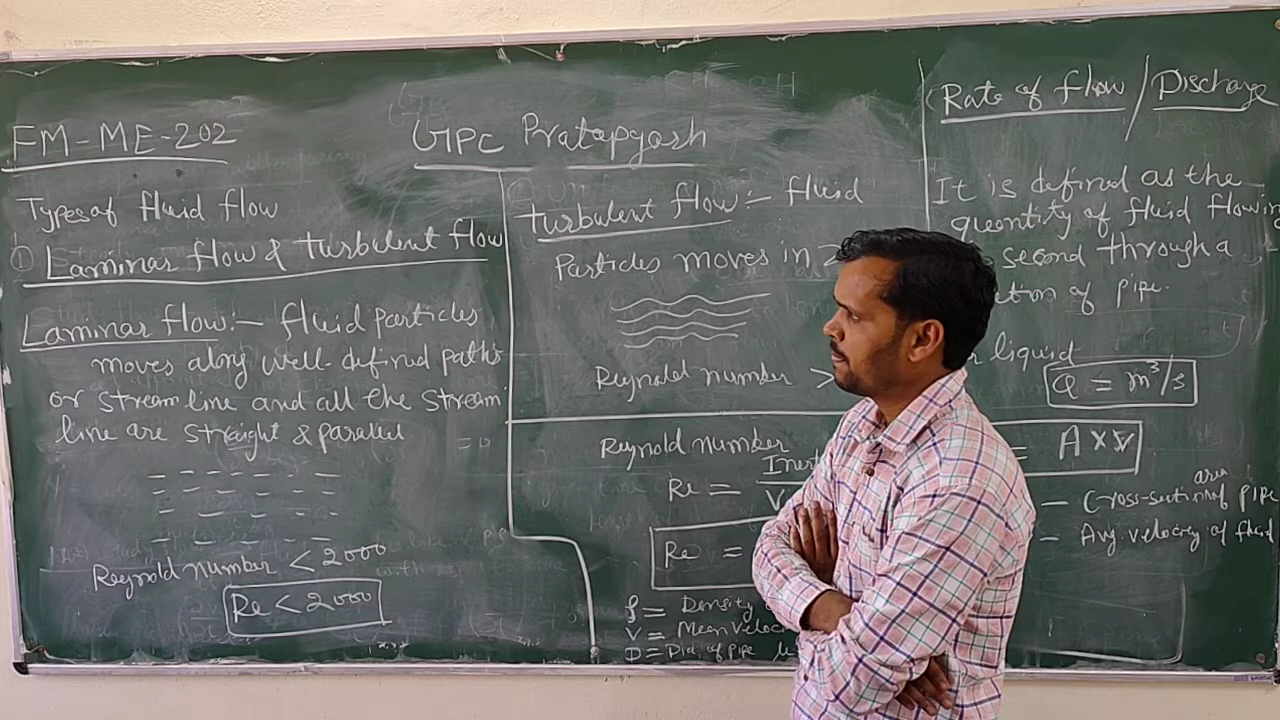 FM-ME-202
GPC Pratapgarh
Types of fluid flow
① Laminar flow & turbulent flow
Laminar flow:- fluid particles
moves along well-defined paths
or stream line and all the stream
line are straight & parallel
Reynold number < 2000
Re < 2000
turbulent flow:- fluid
Particles moves in
Reynold number >
Reynold number
Re =
Re =
ρ = Density
V = Mean
D = Dia. of pipe
Rate of flow / Discharge
It is defined as the
quantity of fluid
second through a
of pipe.
liquid
Q = m³/s
= A × V
- Cross-sectional area of pipe
= Avg. velocity of fluid